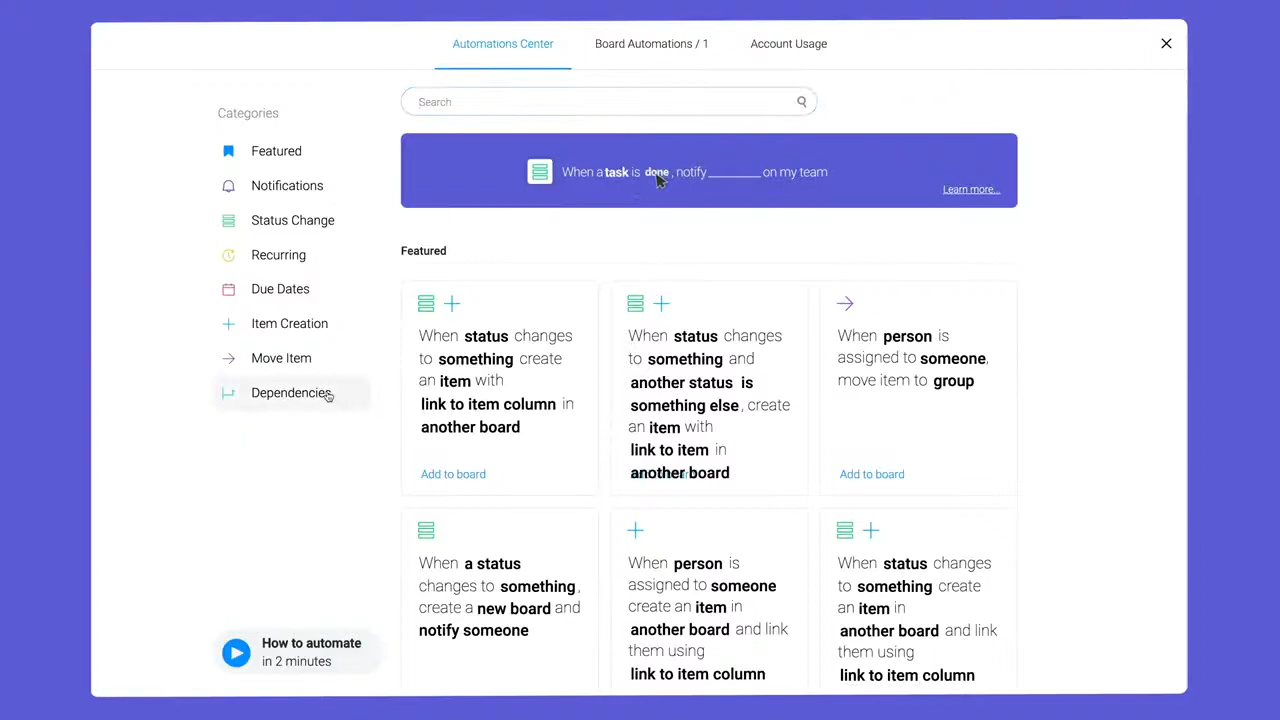 Automations Center
Board Automations / 1
Account Usage
Search
Categories
Featured
Notifications
Status Change
Recurring
Due Dates
Item Creation
Move Item
Dependencies
When a task is done, notify ________ on my team
Learn more...
Featured
When status changes
to something create
an item with
link to item column in
another board
Add to board
When status changes
to something and
another status is
something else, create
an item with
link to item in
another board
When person is
assigned to someone,
move item to group
Add to board
When a status
changes to something,
create a new board and
notify someone
When person is
assigned to someone
create an item in
another board and link
them using
link to item column
When status changes
to something create
an item in
another board and link
them using
link to item column
How to automate
in 2 minutes